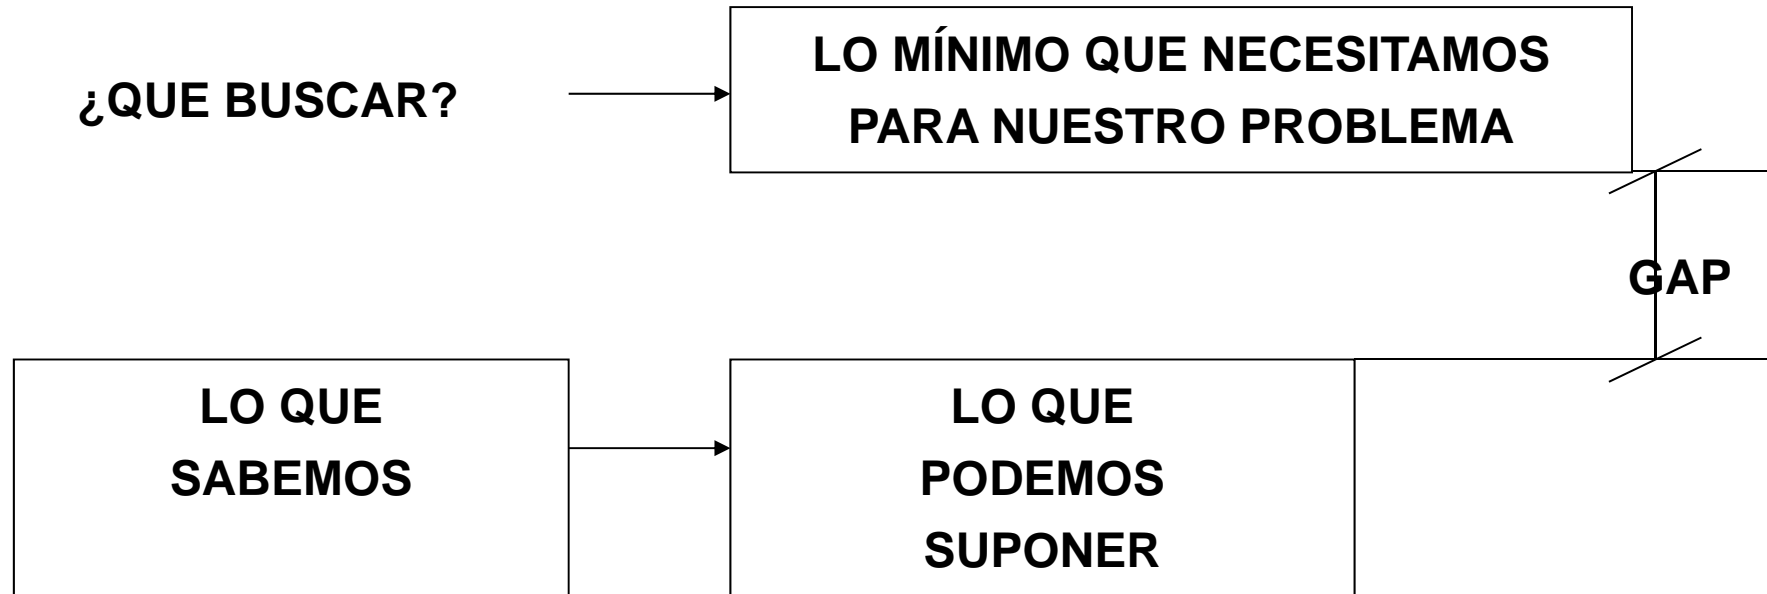 ¿QUE BUSCAR?
LO MÍNIMO QUE NECESITAMOS
PARA NUESTRO PROBLEMA
GAP
LO QUE
SABEMOS
LO QUE
PODEMOS
SUPONER